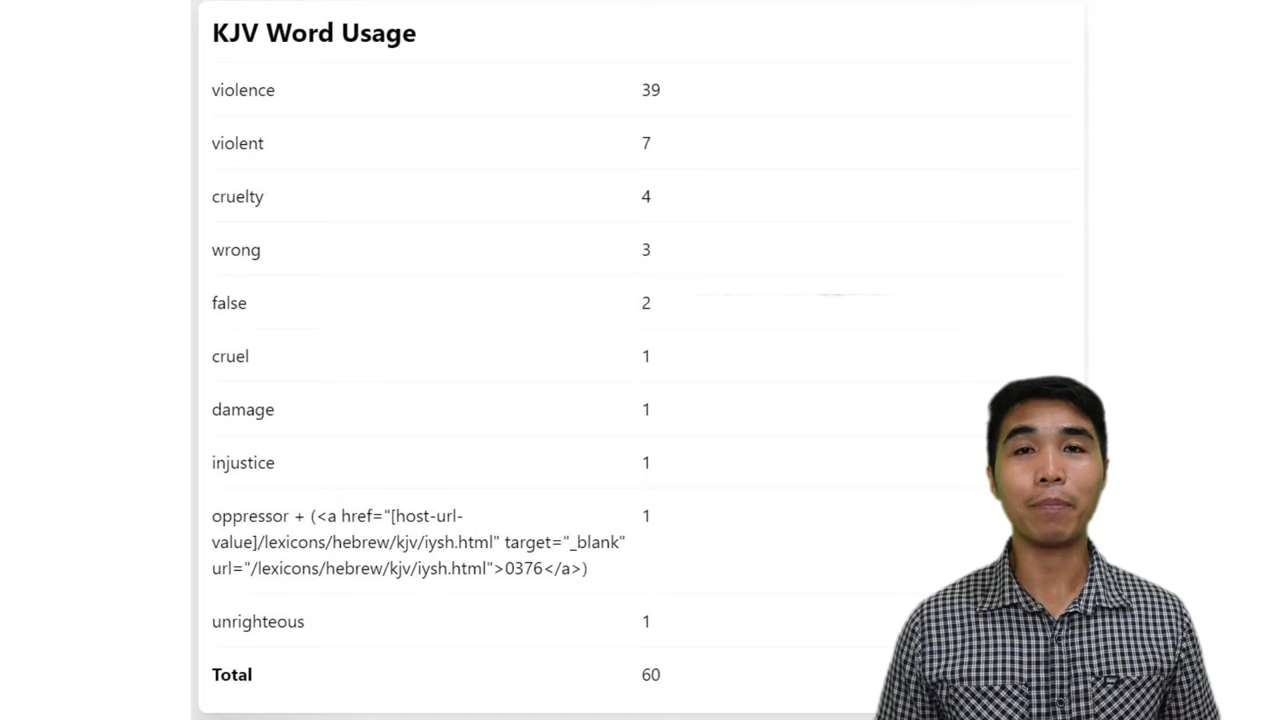 KJV Word Usage
violence 39
violent 7
cruelty 4
wrong 3
false 2
cruel 1
damage 1
injustice 1
oppressor + (<a href="[host-url- 1
value]/lexicons/hebrew/kjv/iysh.html" target="_blank"
url="/lexicons/hebrew/kjv/iysh.html">0376</a>)
unrighteous 1
Total 60